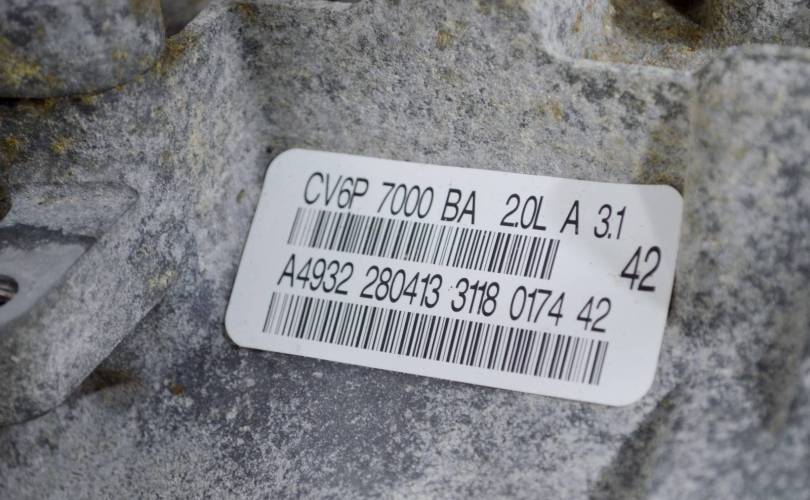 CV6P 7000 BA 2.0L A 3.1
42
A4932 280413 3118 0174 42